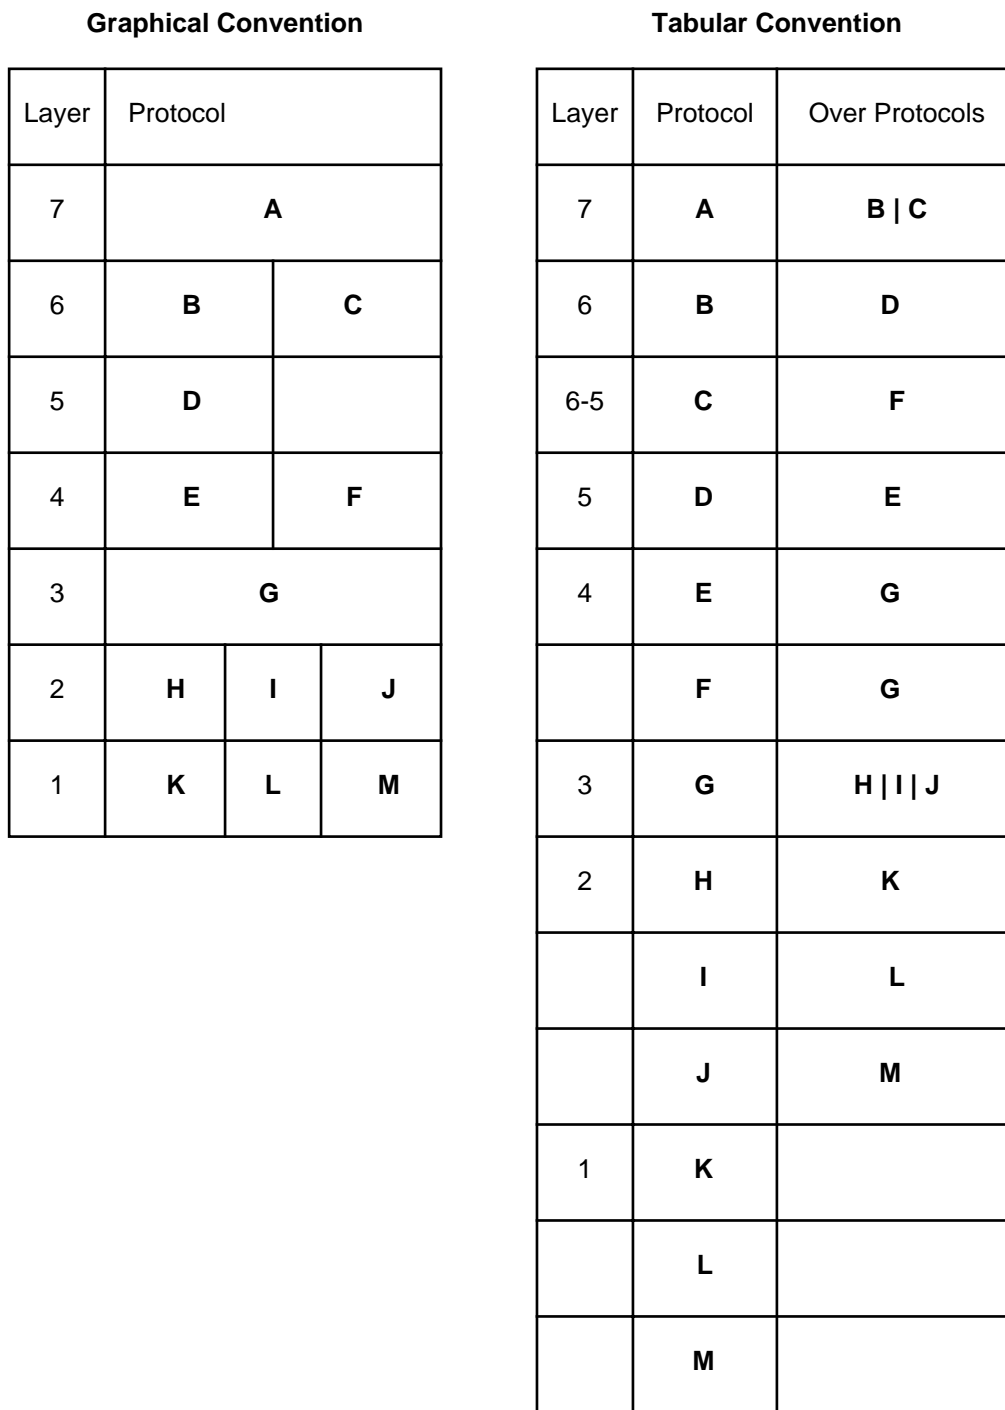 Graphical Convention
Layer Protocol
7 A
6 B C
5 D
4 E F
3 G
2 H I J
1 K L M
Tabular Convention
Layer Protocol Over Protocols
7 A B | C
6 B D
6-5 C F
5 D E
4 E G
F G
3 G H | I | J
2 H K
I L
J M
1 K
L
M